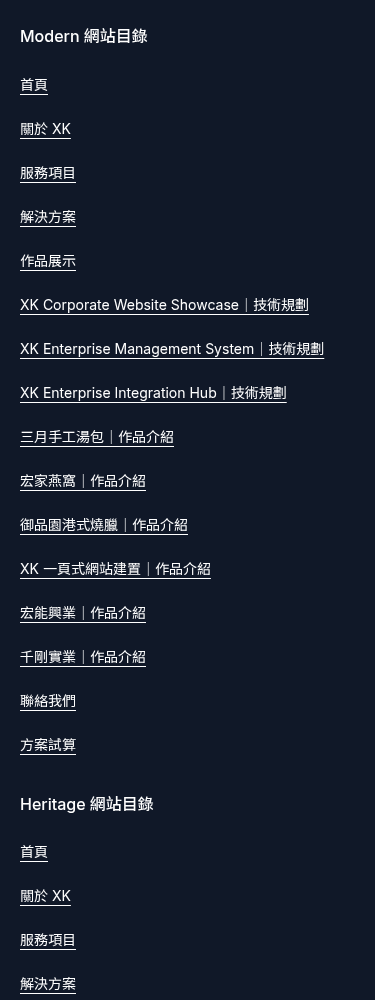 Modern 網站目錄
首頁
關於 XK
服務項目
解決方案
作品展示
XK Corporate Website Showcase｜技術規劃
XK Enterprise Management System｜技術規劃
XK Enterprise Integration Hub｜技術規劃
三月手工湯包｜作品介紹
宏家燕窩｜作品介紹
御品園港式燒臘｜作品介紹
XK 一頁式網站建置｜作品介紹
宏能興業｜作品介紹
千剛實業｜作品介紹
聯絡我們
方案試算
Heritage 網站目錄
首頁
關於 XK
服務項目
解決方案